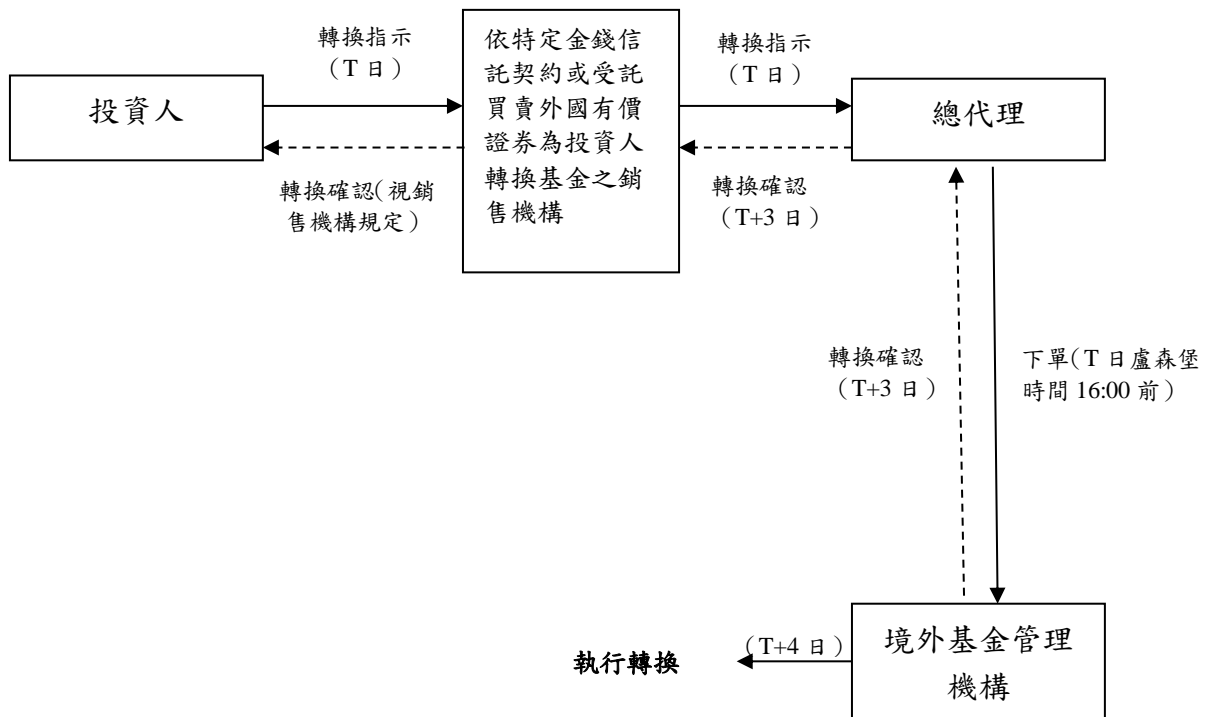 轉換指示
（T 日）
投資人
轉換確認(視銷
售機構規定）
依特定金錢信
託契約或受託
買賣外國有價
證券為投資人
轉換基金之銷
售機構
轉換指示
（T 日）
轉換確認
（T+3 日）
總代理
轉換確認
（T+3 日）
下單(T 日盧森堡
時間 16:00 前）
執行轉換
（T+4 日）
境外基金管理
機構